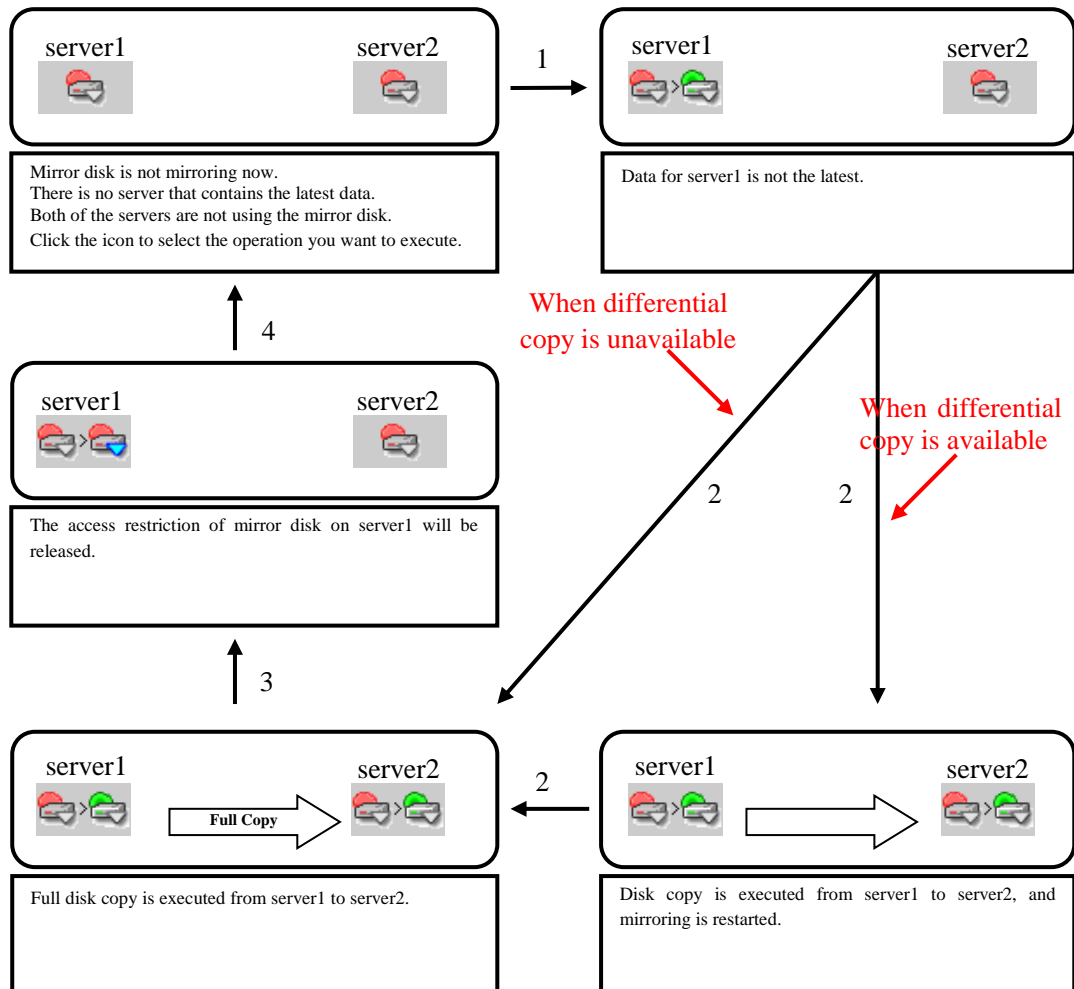 server1
server2
1
server1
server2
Mirror disk is not mirroring now.
There is no server that contains the latest data.
Both of the servers are not using the mirror disk.
Click the icon to select the operation you want to execute.
Data for server1 is not the latest.
When differential
copy is unavailable
4
server1
server2
When differential
copy is available
2
2
The access restriction of mirror disk on server1 will be
released.
3
server1
server2
Full Copy
2
server1
server2
Full disk copy is executed from server1 to server2.
Disk copy is executed from server1 to server2, and
mirroring is restarted.